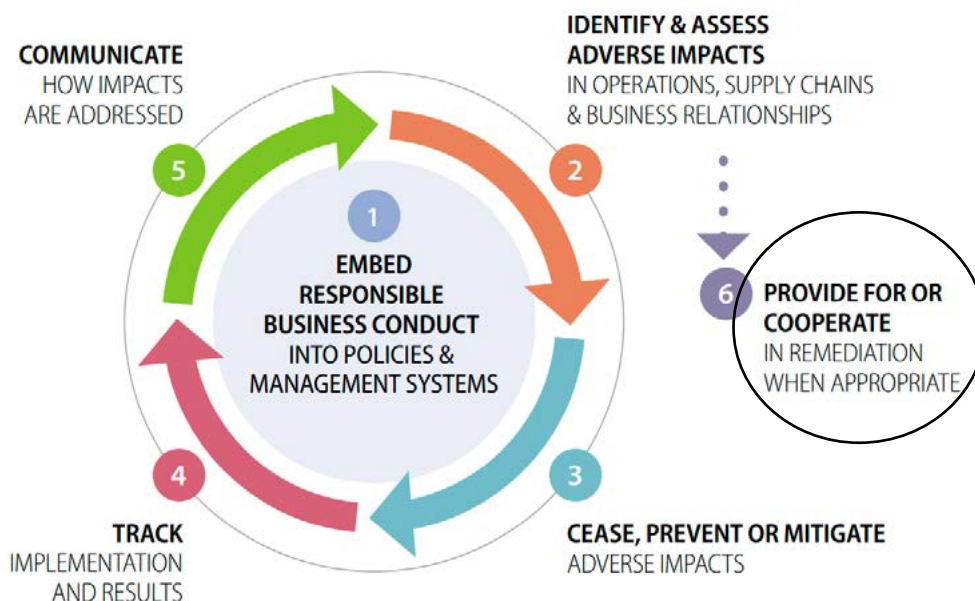 COMMUNICATE
HOW IMPACTS
ARE ADDRESSED
5
IDENTIFY & ASSESS
ADVERSE IMPACTS
IN OPERATIONS, SUPPLY CHAINS
& BUSINESS RELATIONSHIPS
2
1
EMBED
RESPONSIBLE
BUSINESS CONDUCT
INTO POLICIES &
MANAGEMENT SYSTEMS
6
PROVIDE FOR OR
COOPERATE
IN REMEDIATION
WHEN APPROPRIATE
4
TRACK
IMPLEMENTATION
AND RESULTS
3
CEASE, PREVENT OR MITIGATE
ADVERSE IMPACTS